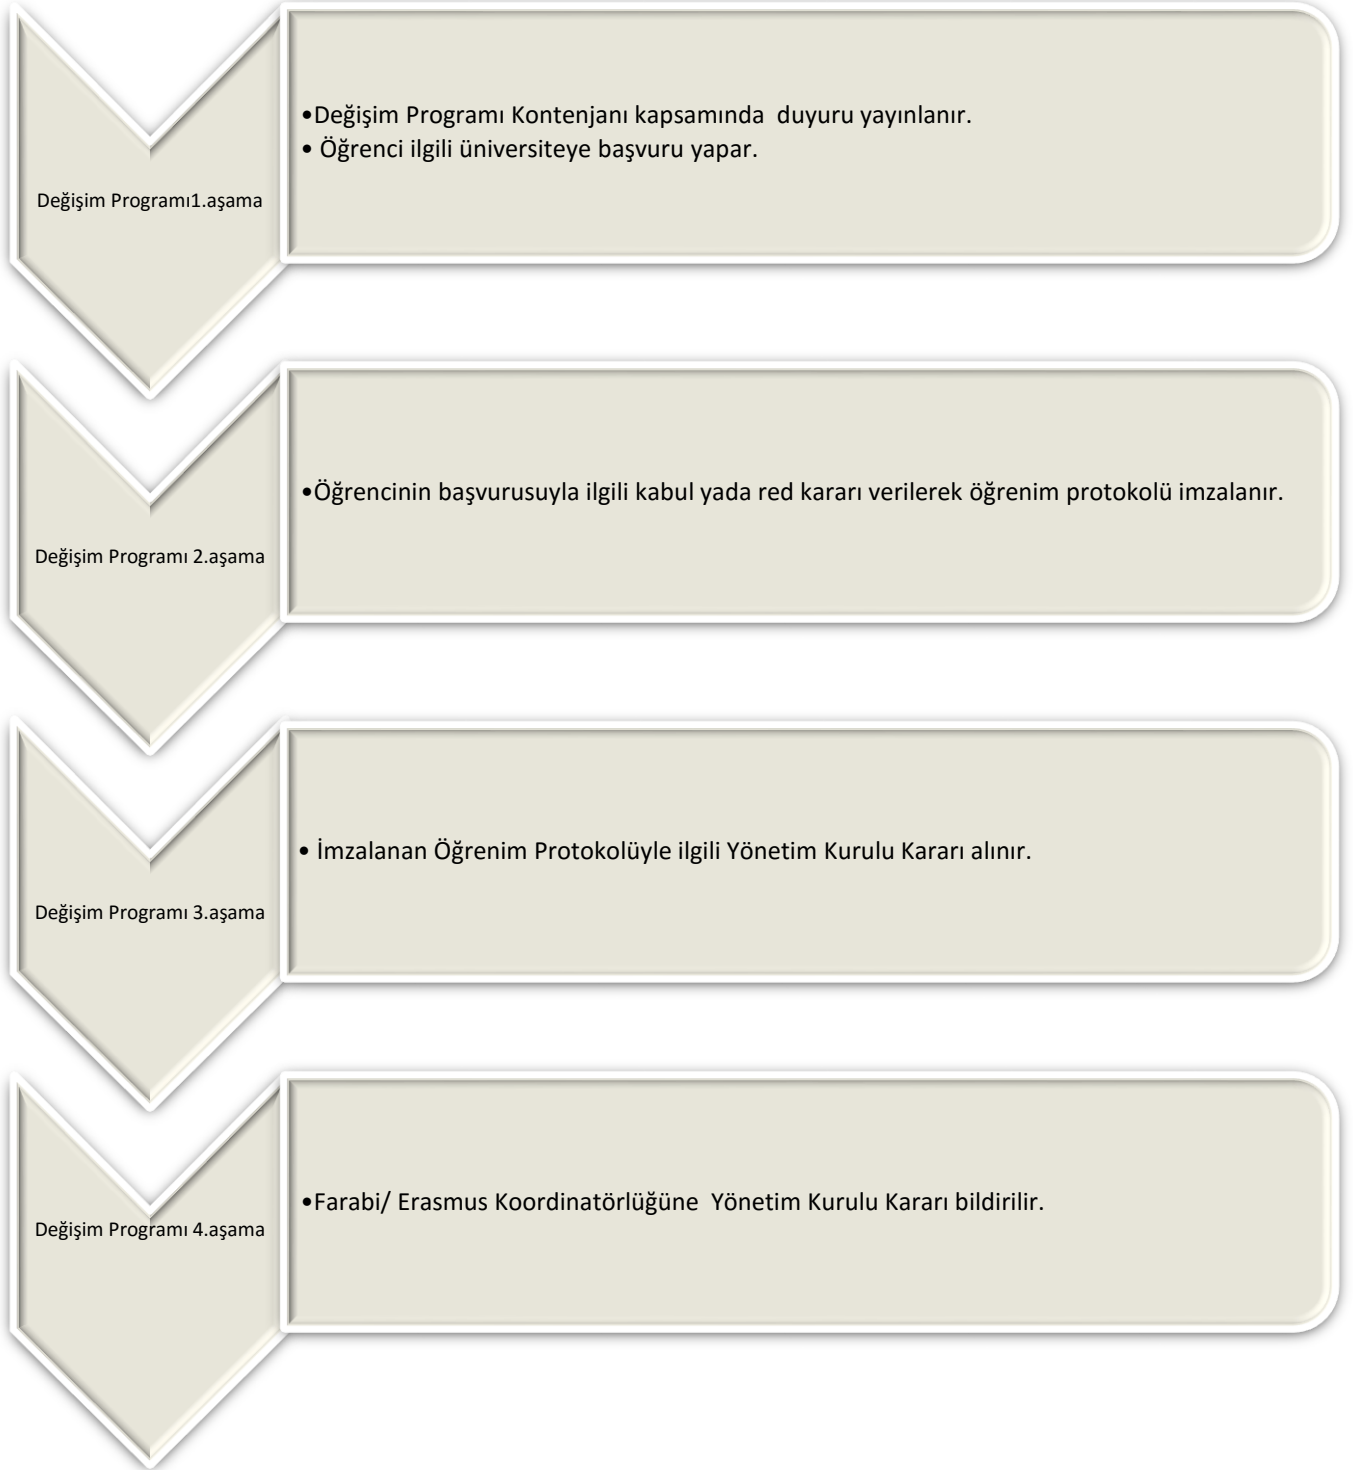 Değişim Programı1.aşama
•Değişim Programı Kontenjanı kapsamında  duyuru yayınlanır.
• Öğrenci ilgili üniversiteye başvuru yapar.
Değişim Programı 2.aşama
•Öğrencinin başvurusuyla ilgili kabul yada red kararı verilerek öğrenim protokolü imzalanır.
Değişim Programı 3.aşama
• İmzalanan Öğrenim Protokolüyle ilgili Yönetim Kurulu Kararı alınır.
Değişim Programı 4.aşama
•Farabi/ Erasmus Koordinatörlüğüne  Yönetim Kurulu Kararı bildirilir.